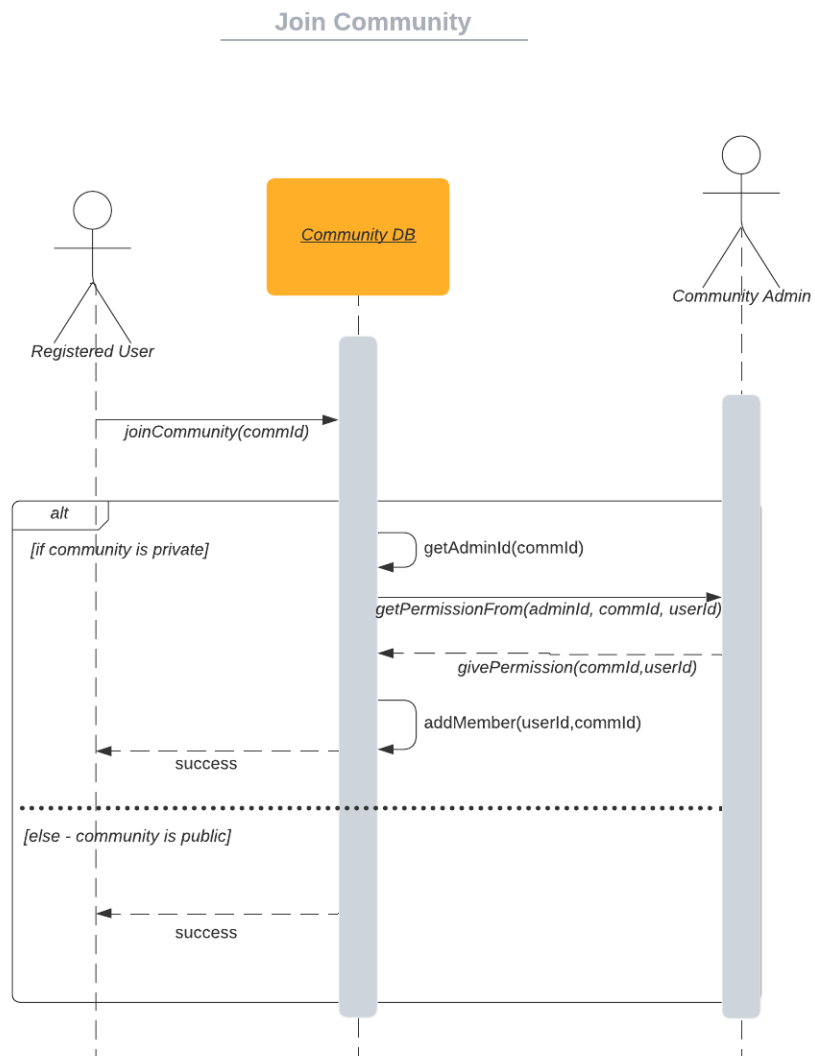 Join Community
Community DB
Community Admin
Registered User
joinCommunity(commId)
alt
[if community is private]
getAdminId(commId)
getPermissionFrom(adminId, commId, userId)
givePermission(commId,userId)
addMember(userId,commId)
success
[else - community is public]
success